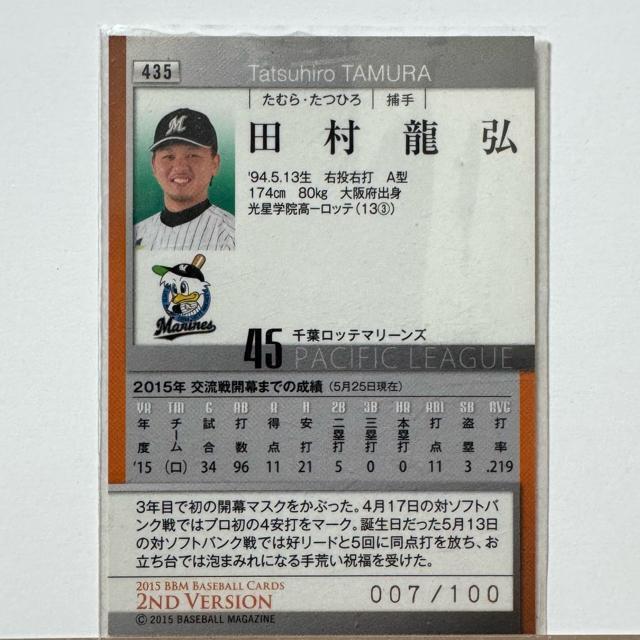 435
Tatsuhiro TAMURA
たむら・たつひろ 捕手
田村龍弘
'94.5.13生 右投右打 A型
174cm 80kg 大阪府出身
光星学院高ーロッテ(13③)
M
Marines
45 千葉ロッテマリーンズ
PACIFIC LEAGUE
2015年 交流戦開幕までの成績 (5月25日現在)
YR TM G AB R H 2B 3B HR RBI SB AVG
年度 チーム 試合 打数 得点 安打 二塁打 三塁打 本塁打 打点 盗塁 打率
'15 (ロ) 34 96 11 21 5 0 0 11 3 .219
3年目で初の開幕マスクをかぶった。4月17日の対ソフトバ
ンク戦ではプロ初の4安打をマーク。誕生日だった5月13日
の対ソフトバンク戦では好リードと5回に同点打を放ち、お
立ち台では泡まみれになる手荒い祝福を受けた。
2015 BBM BASEBALL CARDS
2ND VERSION 007/100
© 2015 BASEBALL MAGAZINE